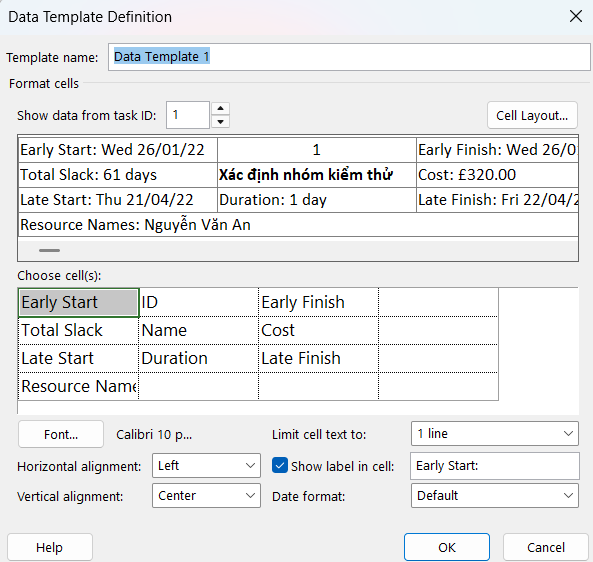 Data Template Definition
Template name: Data Template 1
Format cells
Show data from task ID: 1 Cell Layout...
Early Start: Wed 26/01/22 1 Early Finish: Wed 26/0
Total Slack: 61 days Xác định nhóm kiểm thử Cost: £320.00
Late Start: Thu 21/04/22 Duration: 1 day Late Finish: Fri 22/04/2
Resource Names: Nguyễn Văn An
Choose cell(s):
Early Start ID Early Finish
Total Slack Name Cost
Late Start Duration Late Finish
Resource Name
Font... Calibri 10 p... Limit cell text to: 1 line
Horizontal alignment: Left Show label in cell: Early Start:
Vertical alignment: Center Date format: Default
Help OK Cancel